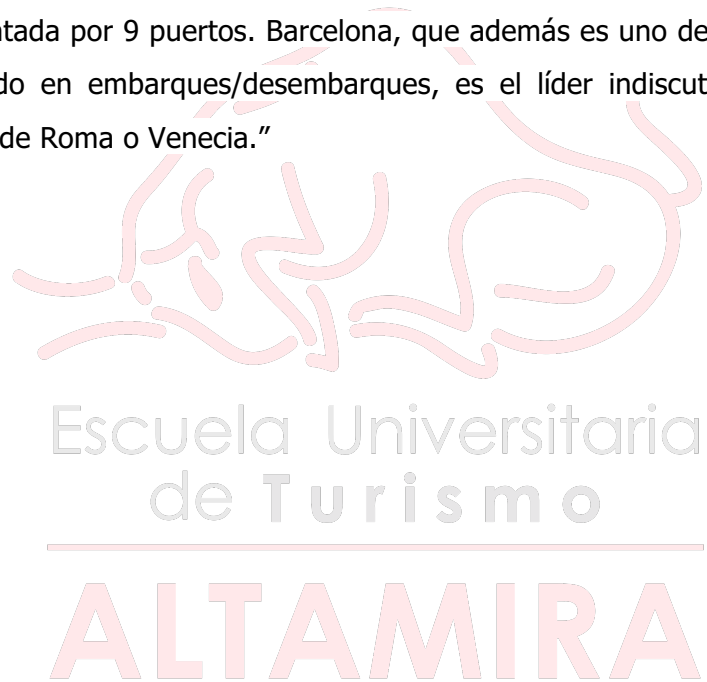 ntada por 9 puertos. Barcelona, que además es uno de
do en embarques/desembarques, es el líder indiscut
de Roma o Venecia.”
Escuela Universitaria
de Turismo
ALTAMIRA